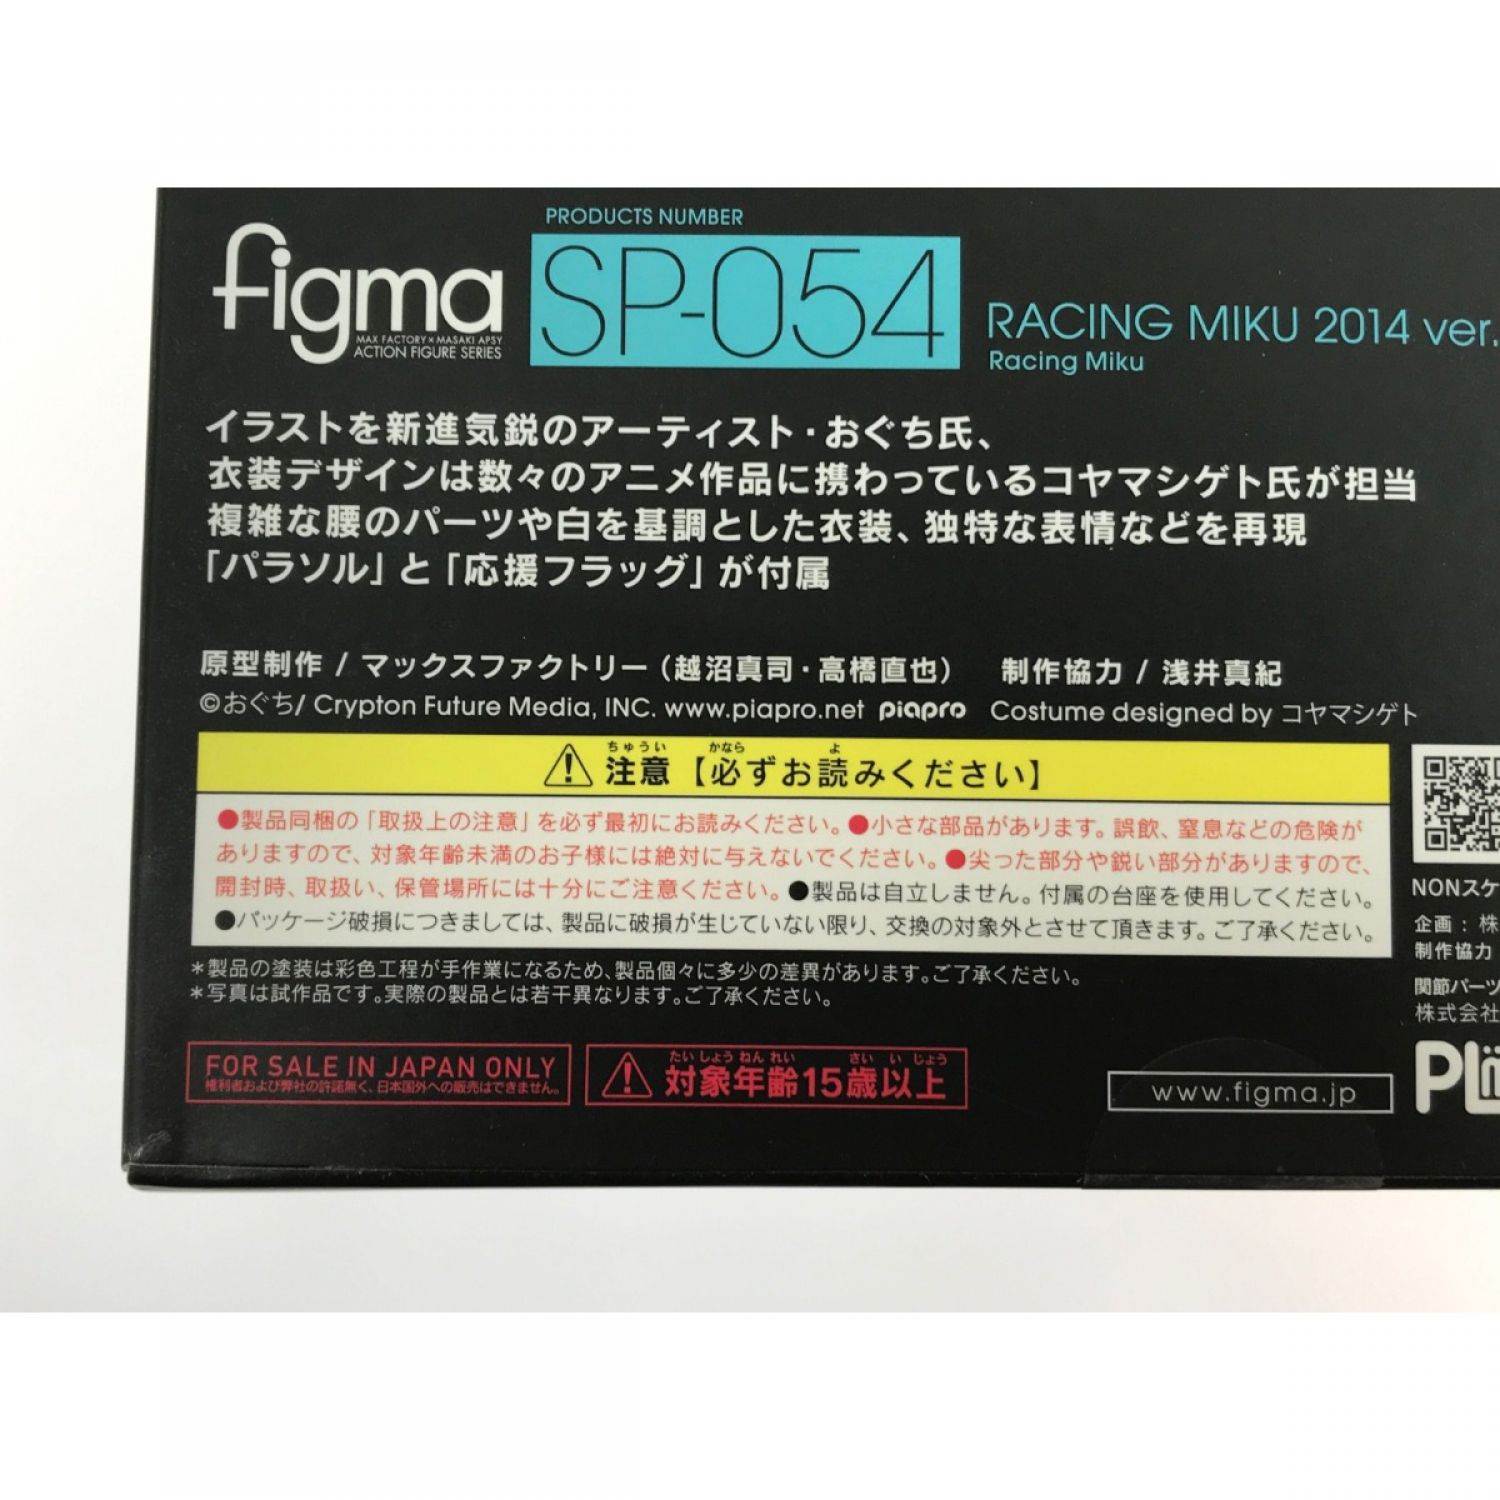 figma
MAX FACTORY×MASAKI APSY
ACTION FIGURE SERIES
PRODUCTS NUMBER
SP-054
RACING MIKU 2014 ver.
Racing Miku
イラストを新進気鋭のアーティスト・おぐち氏、
衣装デザインは数々のアニメ作品に携わっているコヤマシゲト氏が担当
複雑な腰のパーツや白を基調とした衣装、独特な表情などを再現
「パラソル」と「応援フラッグ」が付属
原型制作 / マックスファクトリー（越沼真司・高橋直也） 制作協力 / 浅井真紀
©おぐち/ Crypton Future Media, INC. www.piapro.net piapro Costume designed by コヤマシゲト
ちゅうい かなら よ
注意【必ずお読みください】
●製品同梱の「取扱上の注意」を必ず最初にお読みください。●小さな部品があります。誤飲、窒息などの危険が
ありますので、対象年齢未満のお子様には絶対に与えないでください。●尖った部分や鋭い部分がありますので、
開封時、取扱い、保管場所には十分にご注意ください。●製品は自立しません。付属の台座を使用してください。
●パッケージ破損につきましては、製品に破損が生じていない限り、交換の対象外とさせて頂きます。ご了承ください。
＊製品の塗装は彩色工程が手作業になるため、製品個々に多少の差異があります。ご了承ください。
＊写真は試作品です。実際の製品とは若干異なります。ご了承ください。
FOR SALE IN JAPAN ONLY
権利者および弊社の許諾無く、日本国外への販売はできません。
たいしょうねんれい さいいじょう
対象年齢15歳以上
www.figma.jp
NONスケ
企画：株
制作協力
関節パーツ
株式会社